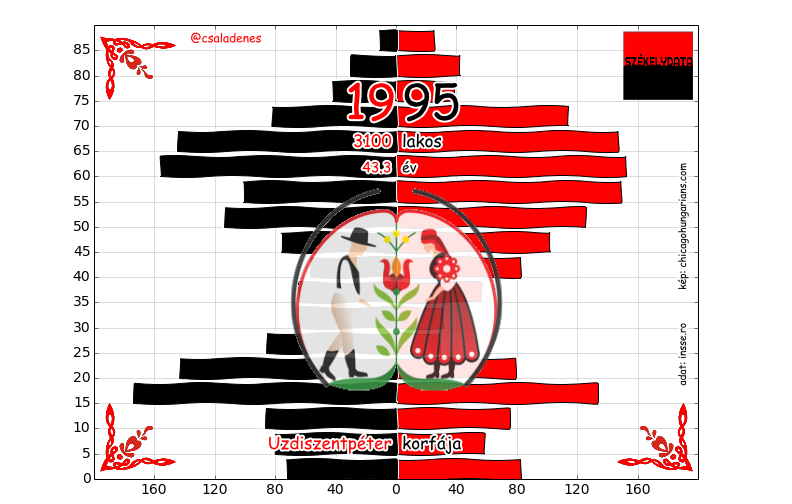 @csaladenes
SZÉKELYDATA
1995
3100 lakos
43.3 év
kép: chicagohungarians.com
adat: insse.ro
Uzdiszentpéter korfája
85
80
75
70
65
60
55
50
45
40
35
30
25
20
15
10
5
0
160 120 80 40 0 40 80 120 160